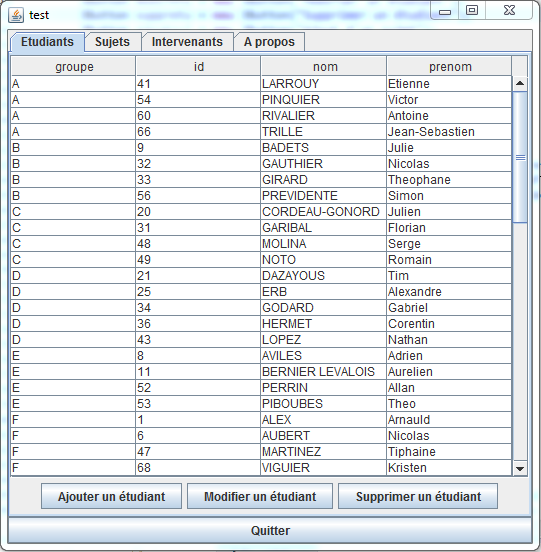 test
Etudiants Sujets Intervenants A propos
groupe id nom prenom
A 41 LARROUY Etienne
A 54 PINQUIER Victor
A 60 RIVALIER Antoine
A 66 TRILLE Jean-Sebastien
B 9 BADETS Julie
B 32 GAUTHIER Nicolas
B 33 GIRARD Theophane
B 56 PREVIDENTE Simon
C 20 CORDEAU-GONORD Julien
C 31 GARIBAL Florian
C 48 MOLINA Serge
C 49 NOTO Romain
D 21 DAZAYOUS Tim
D 25 ERB Alexandre
D 34 GODARD Gabriel
D 36 HERMET Corentin
D 43 LOPEZ Nathan
E 8 AVILES Adrien
E 11 BERNIER LEVALOIS Aurelien
E 52 PERRIN Allan
E 53 PIBOUBES Theo
F 1 ALEX Arnauld
F 6 AUBERT Nicolas
F 47 MARTINEZ Tiphaine
F 68 VIGUIER Kristen
Ajouter un étudiant Modifier un étudiant Supprimer un étudiant
Quitter